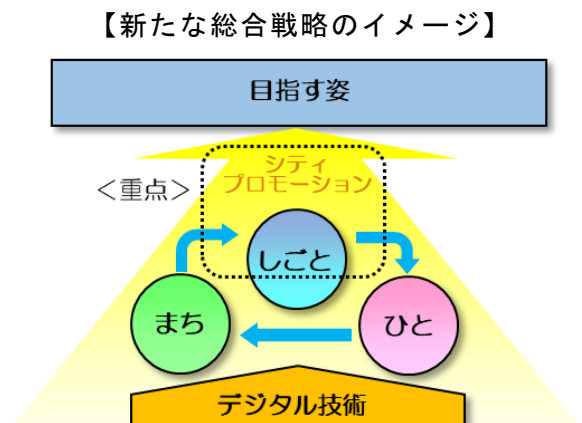 【新たな総合戦略のイメージ】
目指す姿
シティ
プロモーション
＜重点＞
しごと
まち
ひと
デジタル技術